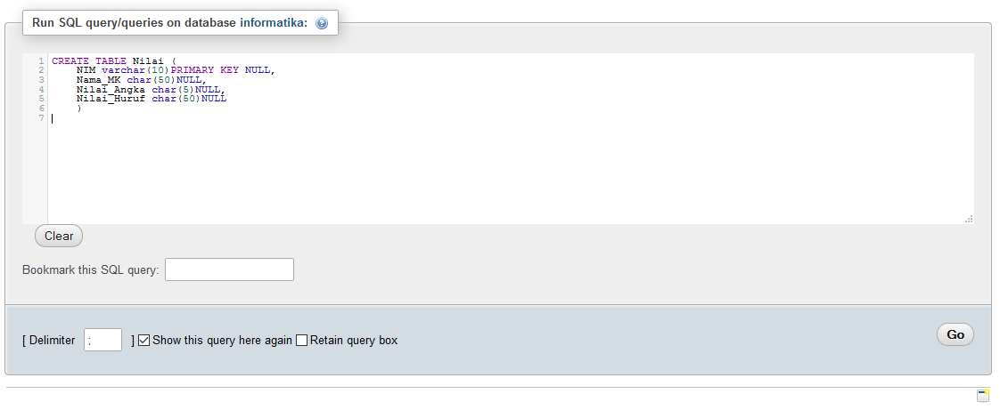 Run SQL query/queries on database informatika:
1 CREATE TABLE Nilai (
2 NIM varchar(10)PRIMARY KEY NULL,
3 Nama_MK char(50)NULL,
4 Nilai_Angka char(5)NULL,
5 Nilai_Huruf char(50)NULL
6 )
7
Clear
Bookmark this SQL query:
[ Delimiter ; ] Show this query here again Retain query box
Go